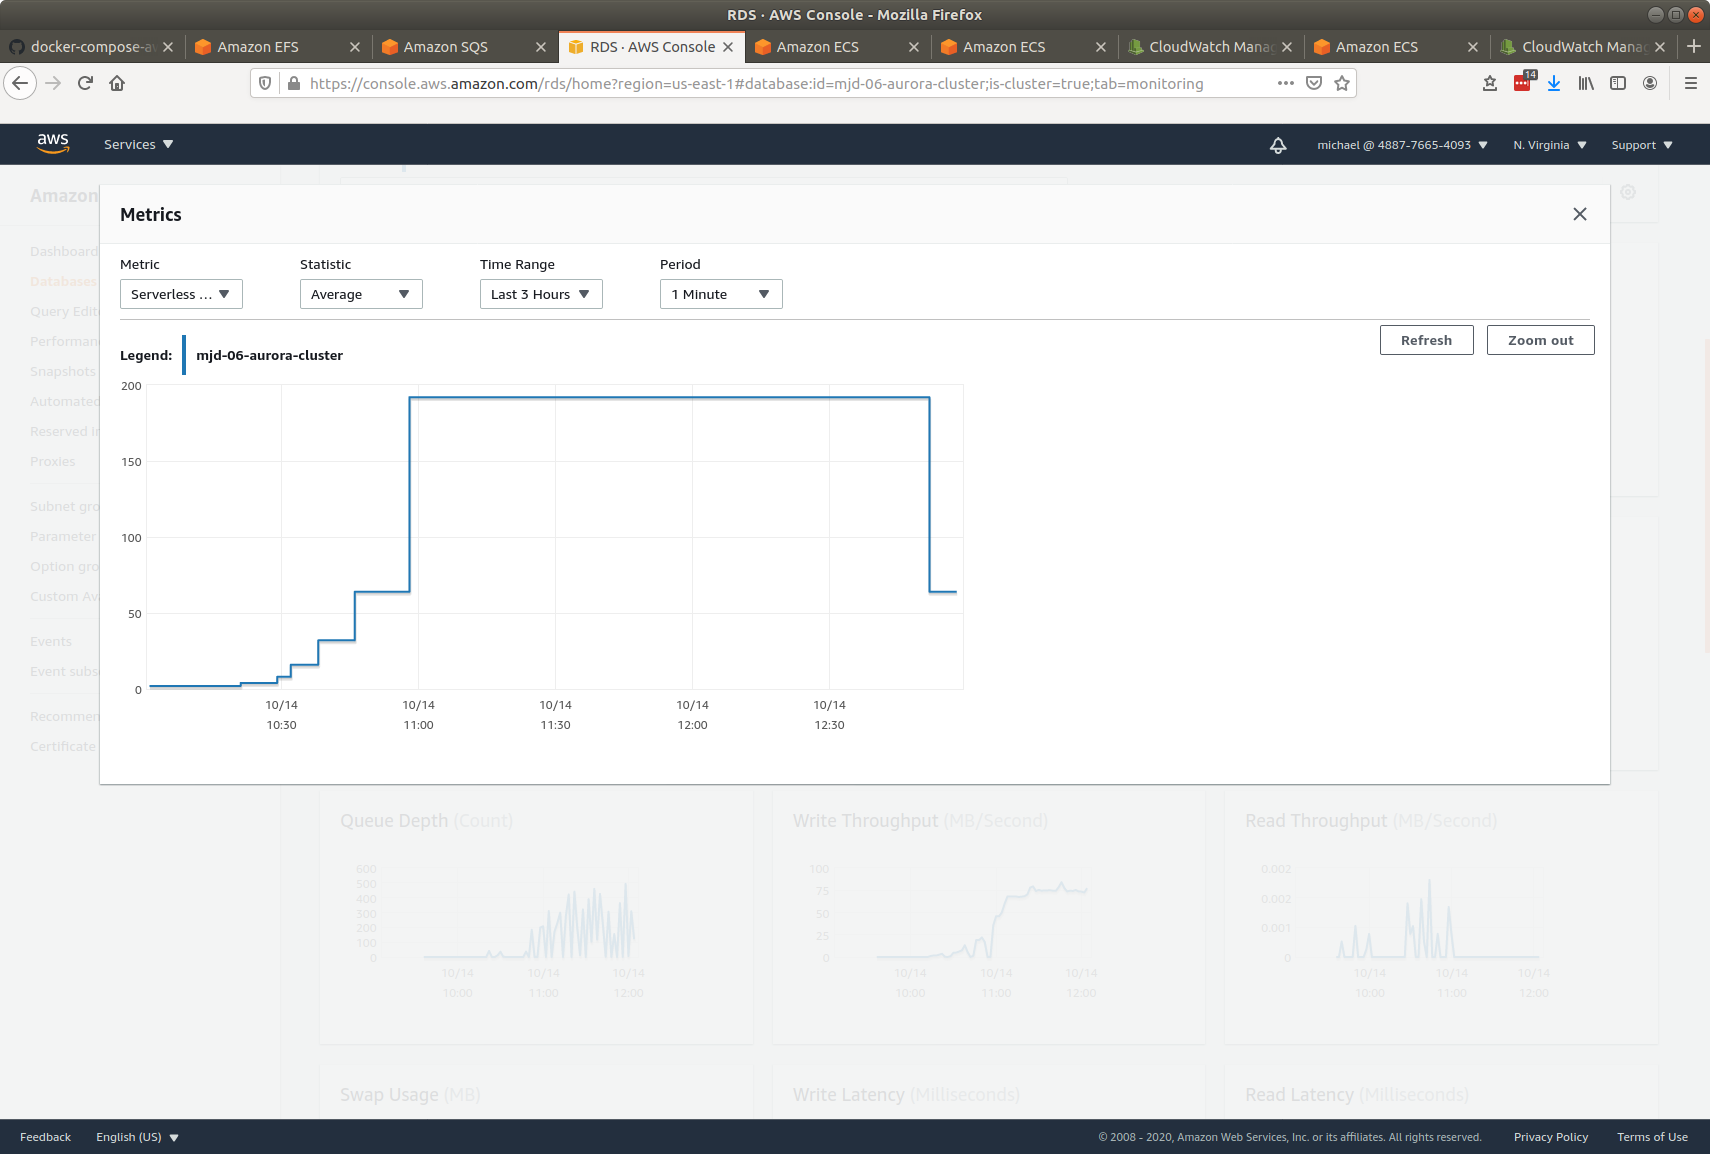 RDS · AWS Console - Mozilla Firefox
docker-compose-a
Amazon EFS
Amazon SQS
RDS · AWS Console
Amazon ECS
Amazon ECS
CloudWatch Manag
Amazon ECS
CloudWatch Manag
https://console.aws.amazon.com/rds/home?region=us-east-1#database:id=mjd-06-aurora-cluster;is-cluster=true;tab=monitoring
14
aws
Services
michael @ 4887-7665-4093
N. Virginia
Support
Amazon
Dashboard
Databases
Query Edit
Performan
Snapshots
Automated
Reserved in
Proxies
Subnet gro
Parameter
Option gro
Custom Av
Events
Event subs
Recommen
Certificate
Metrics
Metric
Statistic
Time Range
Period
Serverless ...
Average
Last 3 Hours
1 Minute
Refresh
Zoom out
Legend:
mjd-06-aurora-cluster
200
150
100
50
0
10/14 10/14 10/14 10/14 10/14
10:30 11:00 11:30 12:00 12:30
Queue Depth (Count)
600
500
400
300
200
100
0
10/14 10/14 10/14
10:00 11:00 12:00
Write Throughput (MB/Second)
100
75
50
25
0
10/14 10/14 10/14
10:00 11:00 12:00
Read Throughput (MB/Second)
0.002
0.002
0.001
0
10/14 10/14 10/14
10:00 11:00 12:00
Swap Usage (MB)
Write Latency (Milliseconds)
Read Latency (Milliseconds)
Feedback
English (US)
© 2008 - 2020, Amazon Web Services, Inc. or its affiliates. All rights reserved.
Privacy Policy
Terms of Use